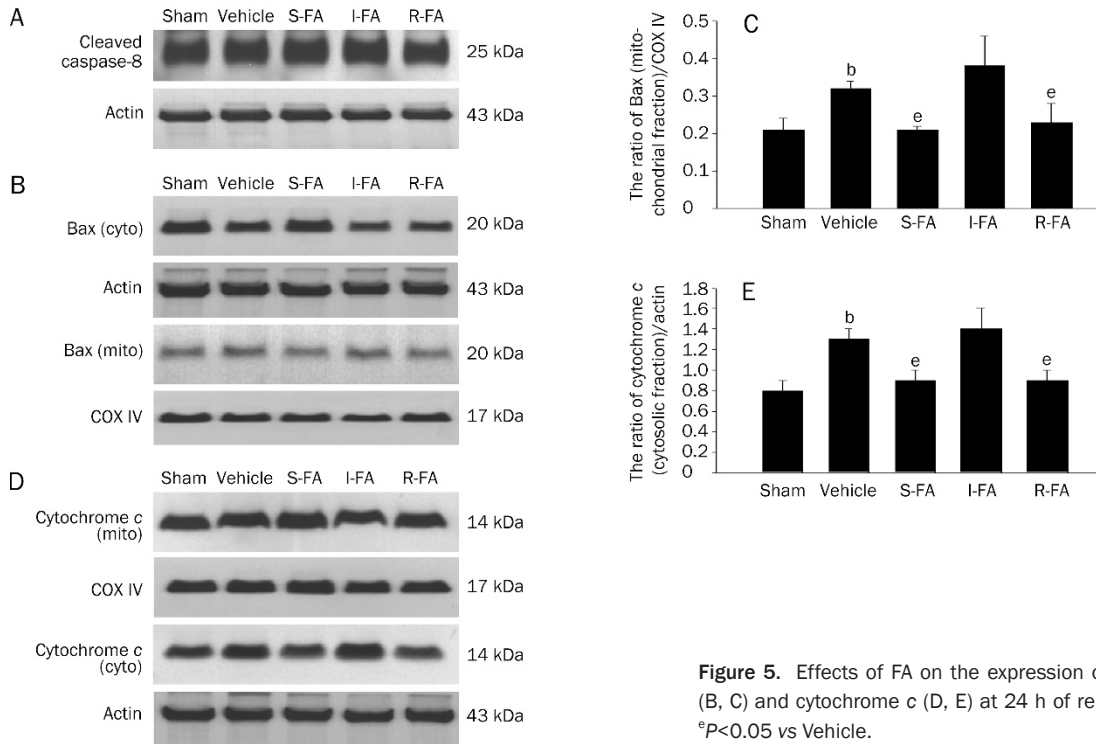 A
Sham Vehicle S-FA I-FA R-FA
Cleaved
caspase-8
25 kDa
Actin
43 kDa
B
Sham Vehicle S-FA I-FA R-FA
Bax (cyto)
20 kDa
Actin
43 kDa
Bax (mito)
20 kDa
COX IV
17 kDa
D
Sham Vehicle S-FA I-FA R-FA
Cytochrome c
(mito)
14 kDa
COX IV
17 kDa
Cytochrome c
(cyto)
14 kDa
Actin
43 kDa
C
The ratio of Bax (mito-
chondrial fraction)/COX IV
0.5
0.4
0.3
0.2
0.1
0
b
e
e
Sham Vehicle S-FA I-FA R-FA
E
The ratio of cytochrome c
(cytosolic fraction)/actin
1.8
1.6
1.4
1.2
1.0
0.8
0.6
0.4
0.2
0
b
e
e
Sham Vehicle S-FA I-FA R-FA
Figure 5. Effects of FA on the expression
(B, C) and cytochrome c (D, E) at 24 h of re
eP<0.05 vs Vehicle.